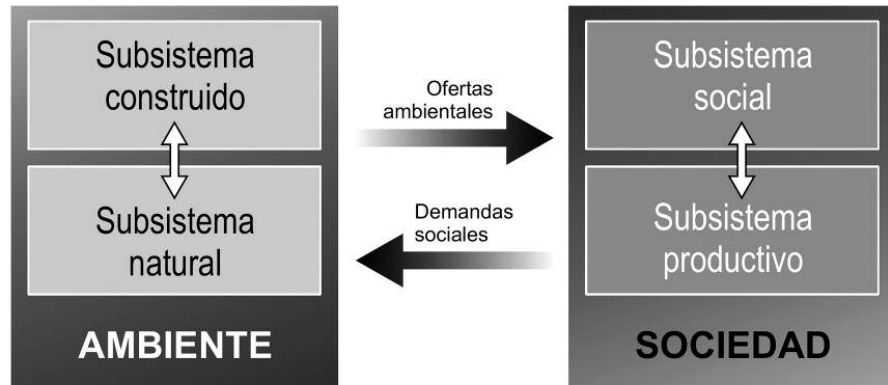 Subsistema
construido
Subsistema
natural
AMBIENTE
Ofertas
ambientales
Demandas
sociales
Subsistema
social
Subsistema
productivo
SOCIEDAD